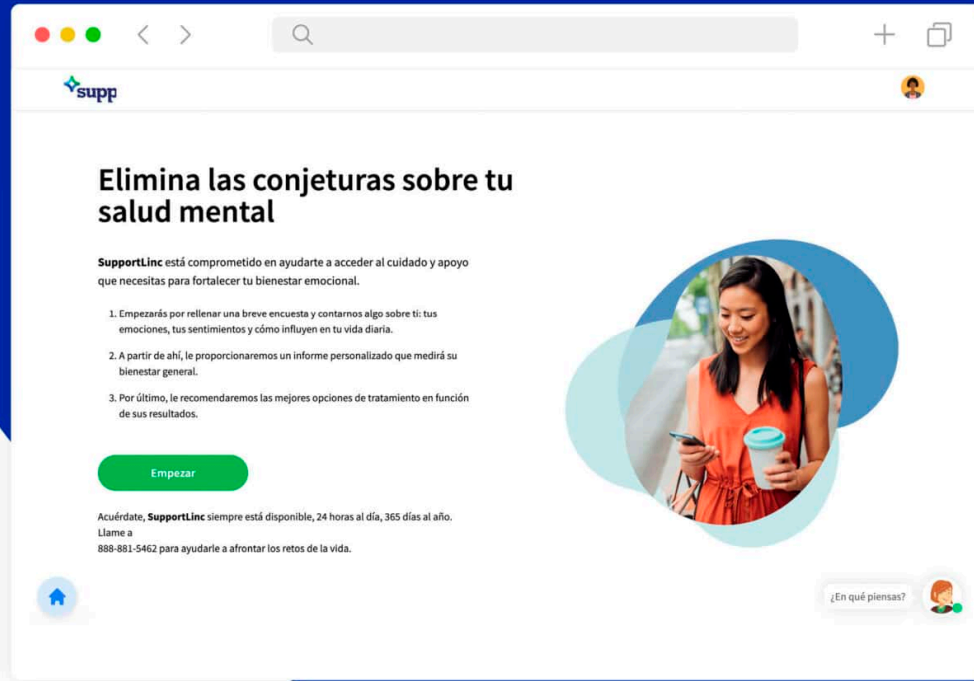 supp
Elimina las conjeturas sobre tu
salud mental
SupportLinc está comprometido en ayudarte a acceder al cuidado y apoyo
que necesitas para fortalecer tu bienestar emocional.
1. Empezarás por rellenar una breve encuesta y contarnos algo sobre ti: tus
emociones, tus sentimientos y cómo influyen en tu vida diaria.
2. A partir de ahí, le proporcionaremos un informe personalizado que medirá su
bienestar general.
3. Por último, le recomendaremos las mejores opciones de tratamiento en función
de sus resultados.
Empezar
Acuérdate, SupportLinc siempre está disponible, 24 horas al día, 365 días al año.
Llame a
888-881-5462 para ayudarle a afrontar los retos de la vida.
¿En qué piensas?